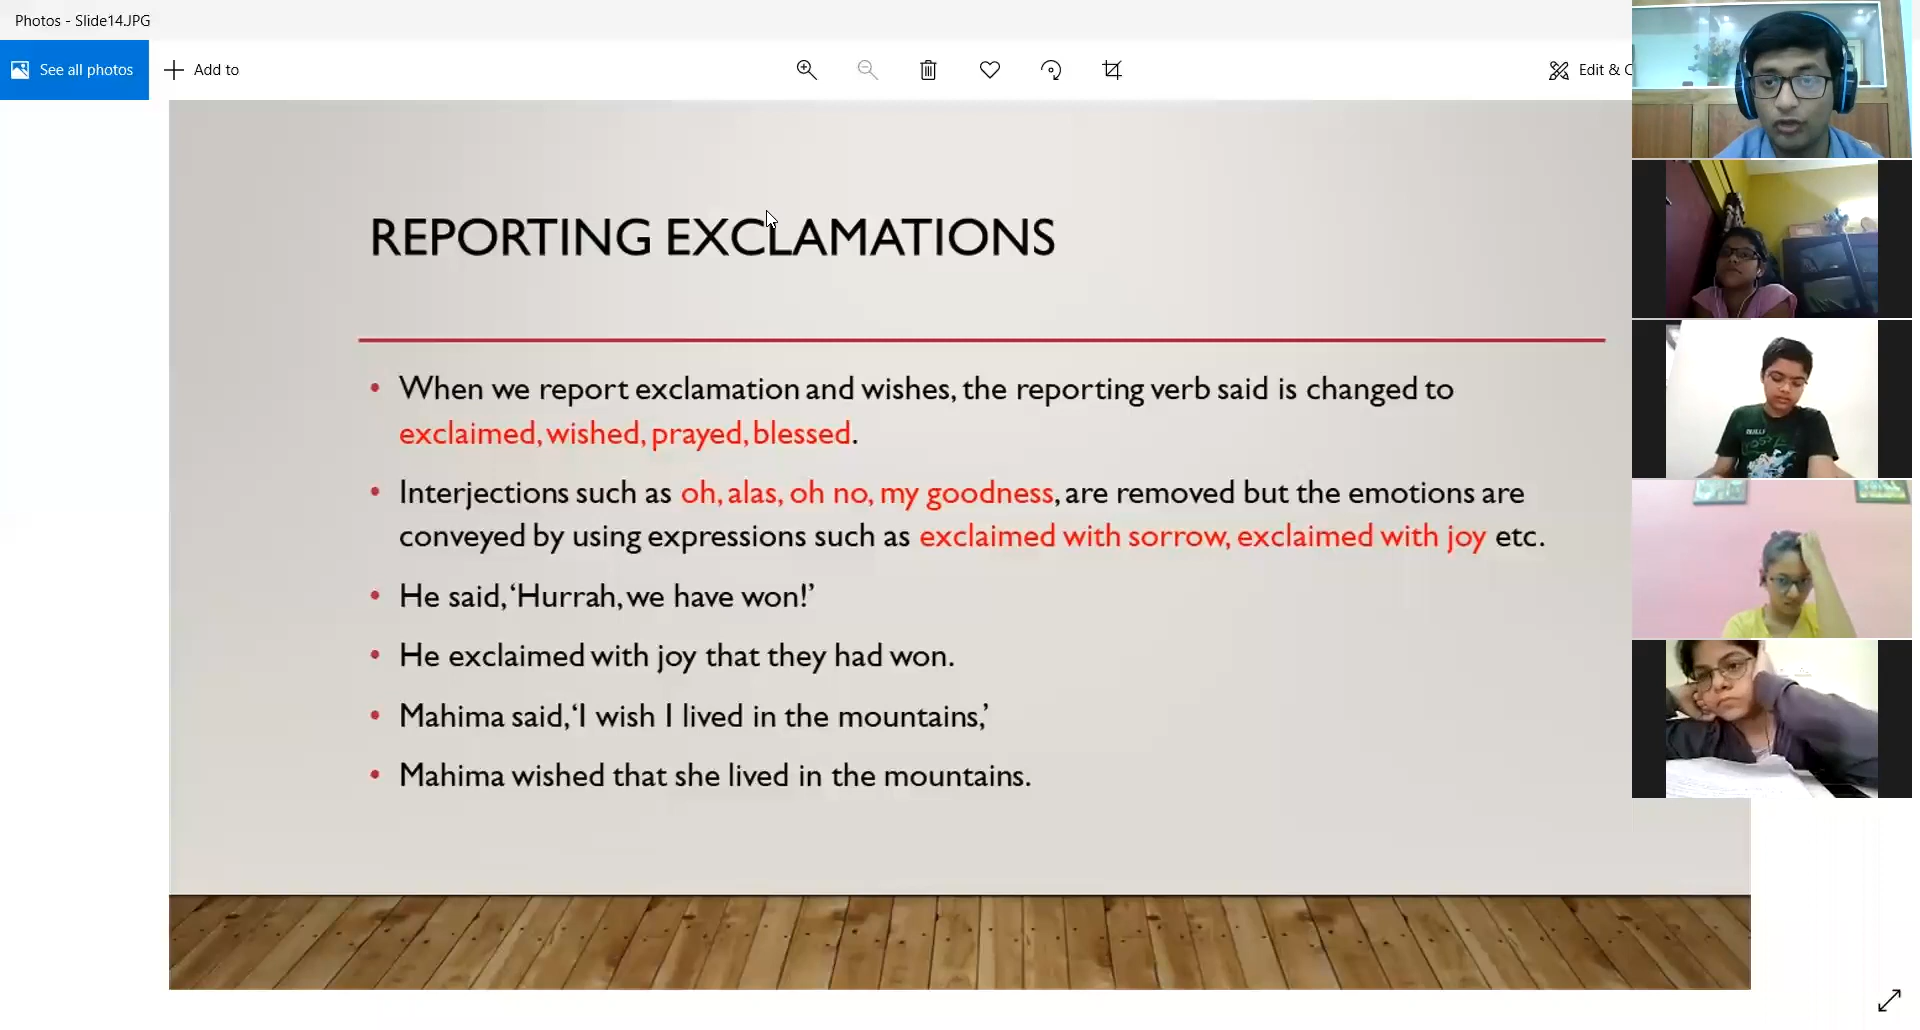 Photos - Slide14.JPG
See all photos
Add to
Edit & C
REPORTING EXCLAMATIONS
• When we report exclamation and wishes, the reporting verb said is changed to
exclaimed, wished, prayed, blessed.
• Interjections such as oh, alas, oh no, my goodness, are removed but the emotions are
conveyed by using expressions such as exclaimed with sorrow, exclaimed with joy etc.
• He said, ‘Hurrah, we have won!’
• He exclaimed with joy that they had won.
• Mahima said, ‘I wish I lived in the mountains,’
• Mahima wished that she lived in the mountains.